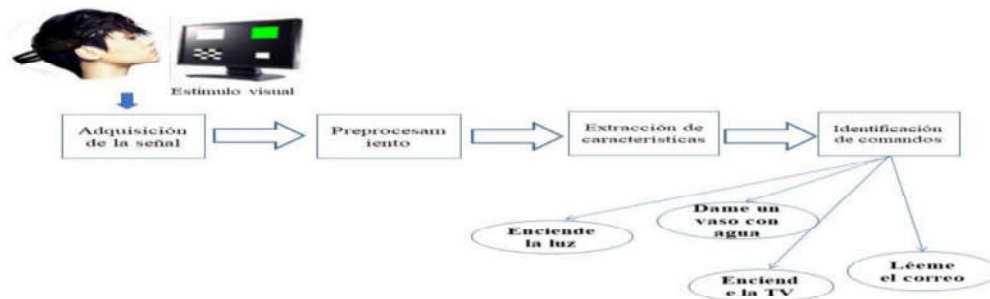 Estímulo visual
Adquisición
de la señal
Preprocesam
iento
Extracción de
características
Identificación
de comandos
Enciende
la luz
Dame un
vaso con
agua
Enciend
e la TV
Léeme
el correo